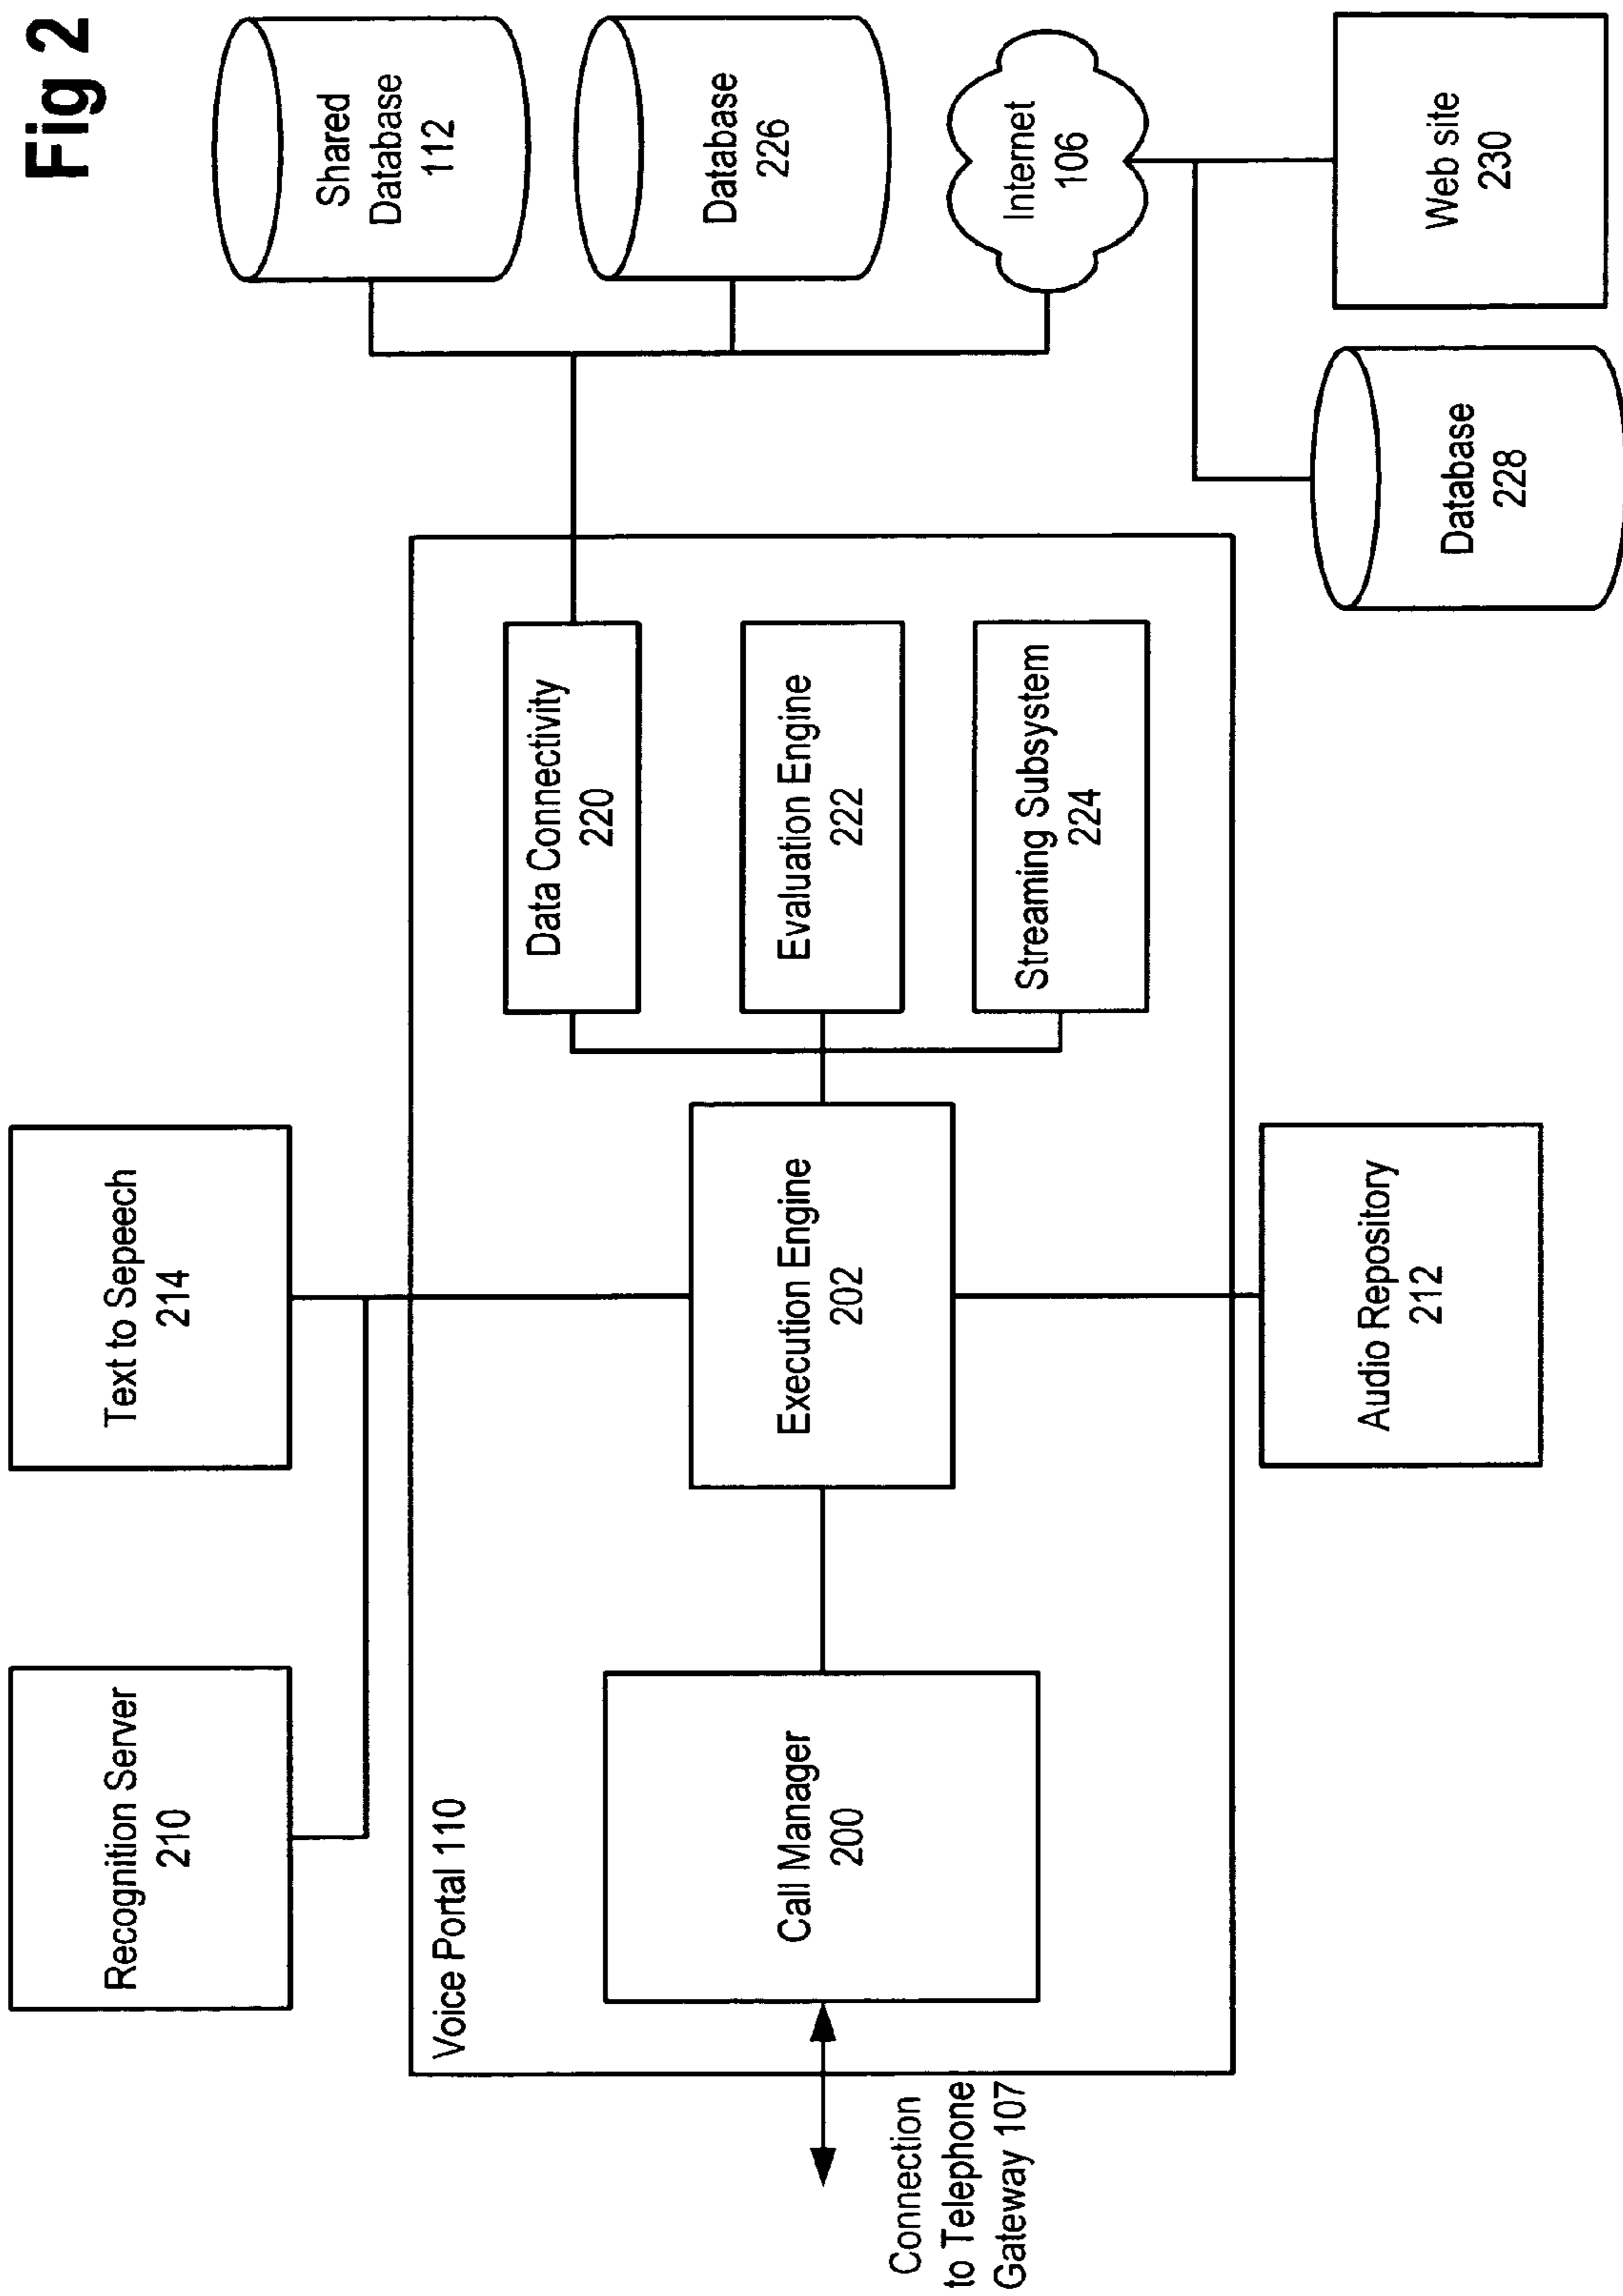 Fig 2
Recognition Server
210
Text to Sepeech
214
Shared
Database
112
Database
226
Internet
106
Web site
230
Database
228
Voice Portal 110
Data Connectivity
220
Evaluation Engine
222
Streaming Subsystem
224
Execution Engine
202
Call Manager
200
Connection
to Telephone
Gateway 107
Audio Repository
212